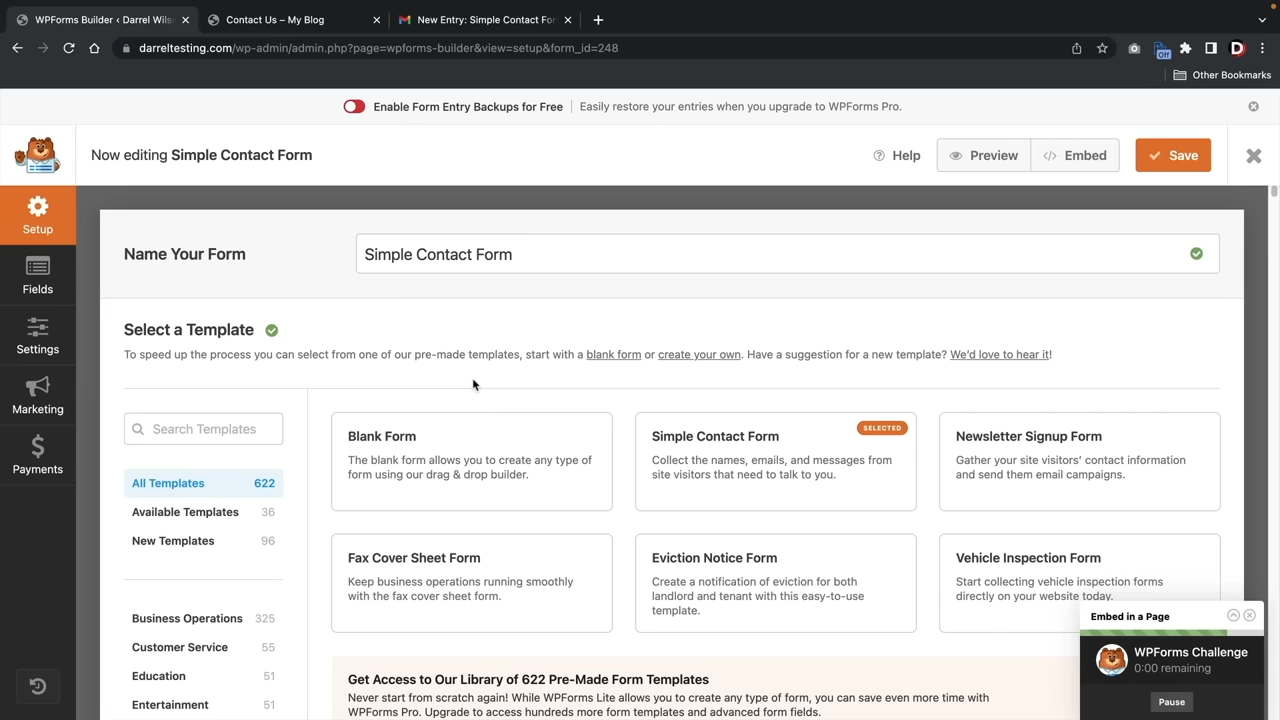 WPForms Builder ‹ Darrel Wils
Contact Us – My Blog
New Entry: Simple Contact For
darreltesting.com/wp-admin/admin.php?page=wpforms-builder&view=setup&form_id=248
Off
D
Other Bookmarks
Enable Form Entry Backups for Free
Easily restore your entries when you upgrade to WPForms Pro.
Now editing Simple Contact Form
Help
Preview
Embed
Save
Setup
Fields
Settings
Marketing
Payments
Name Your Form
Simple Contact Form
Select a Template
To speed up the process you can select from one of our pre-made templates, start with a blank form or create your own. Have a suggestion for a new template? We'd love to hear it!
Search Templates
All Templates 622
Available Templates 36
New Templates 96
Business Operations 325
Customer Service 55
Education 51
Entertainment 51
Blank Form
The blank form allows you to create any type of
form using our drag & drop builder.
Simple Contact Form
SELECTED
Collect the names, emails, and messages from
site visitors that need to talk to you.
Newsletter Signup Form
Gather your site visitors' contact information
and send them email campaigns.
Fax Cover Sheet Form
Keep business operations running smoothly
with the fax cover sheet form.
Eviction Notice Form
Create a notification of eviction for both
landlord and tenant with this easy-to-use
template.
Vehicle Inspection Form
Start collecting vehicle inspection forms
directly on your website today.
Get Access to Our Library of 622 Pre-Made Form Templates
Never start from scratch again! While WPForms Lite allows you to create any type of form, you can save even more time with
WPForms Pro. Upgrade to access hundreds more form templates and advanced form fields.
Embed in a Page
WPForms Challenge
0:00 remaining
Pause